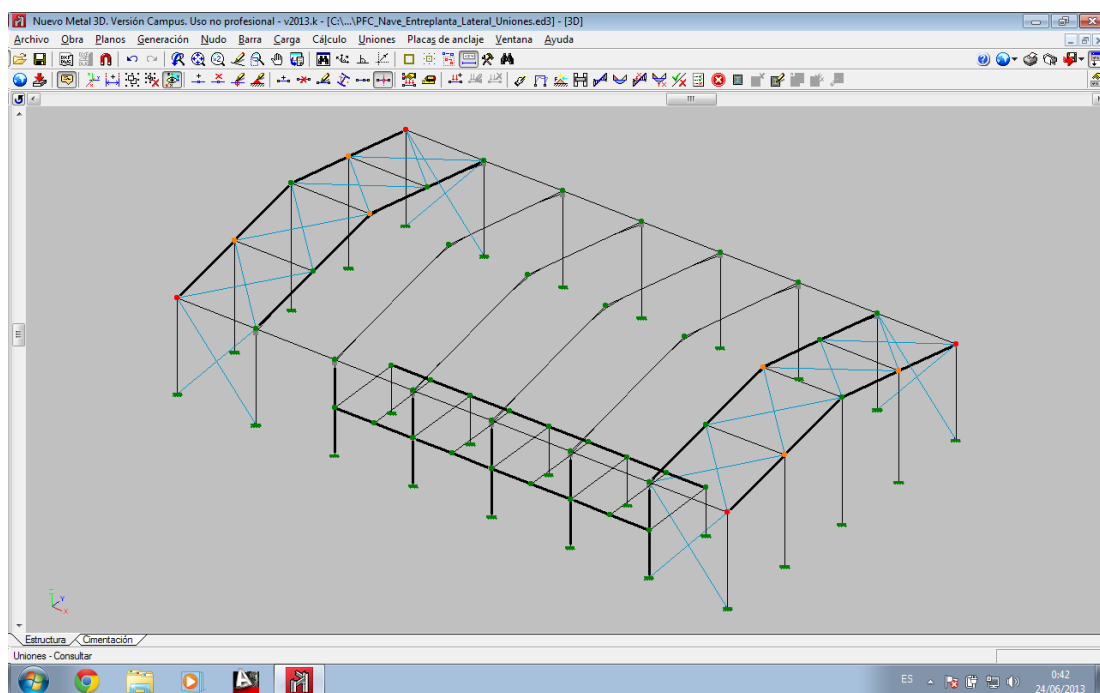 Nuevo Metal 3D. Versión Campus. Uso no profesional - v2013.k - [C:\...\PFC_Nave_Entreplanta_Lateral_Uniones.ed3] - [3D]
Archivo Obra Planos Generación Nudo Barra Carga Cálculo Uniones Placas de anclaje Ventana Ayuda
Z Y X
Estructura Cimentación
Uniones - Consultar
ES 0:42
24/06/2013